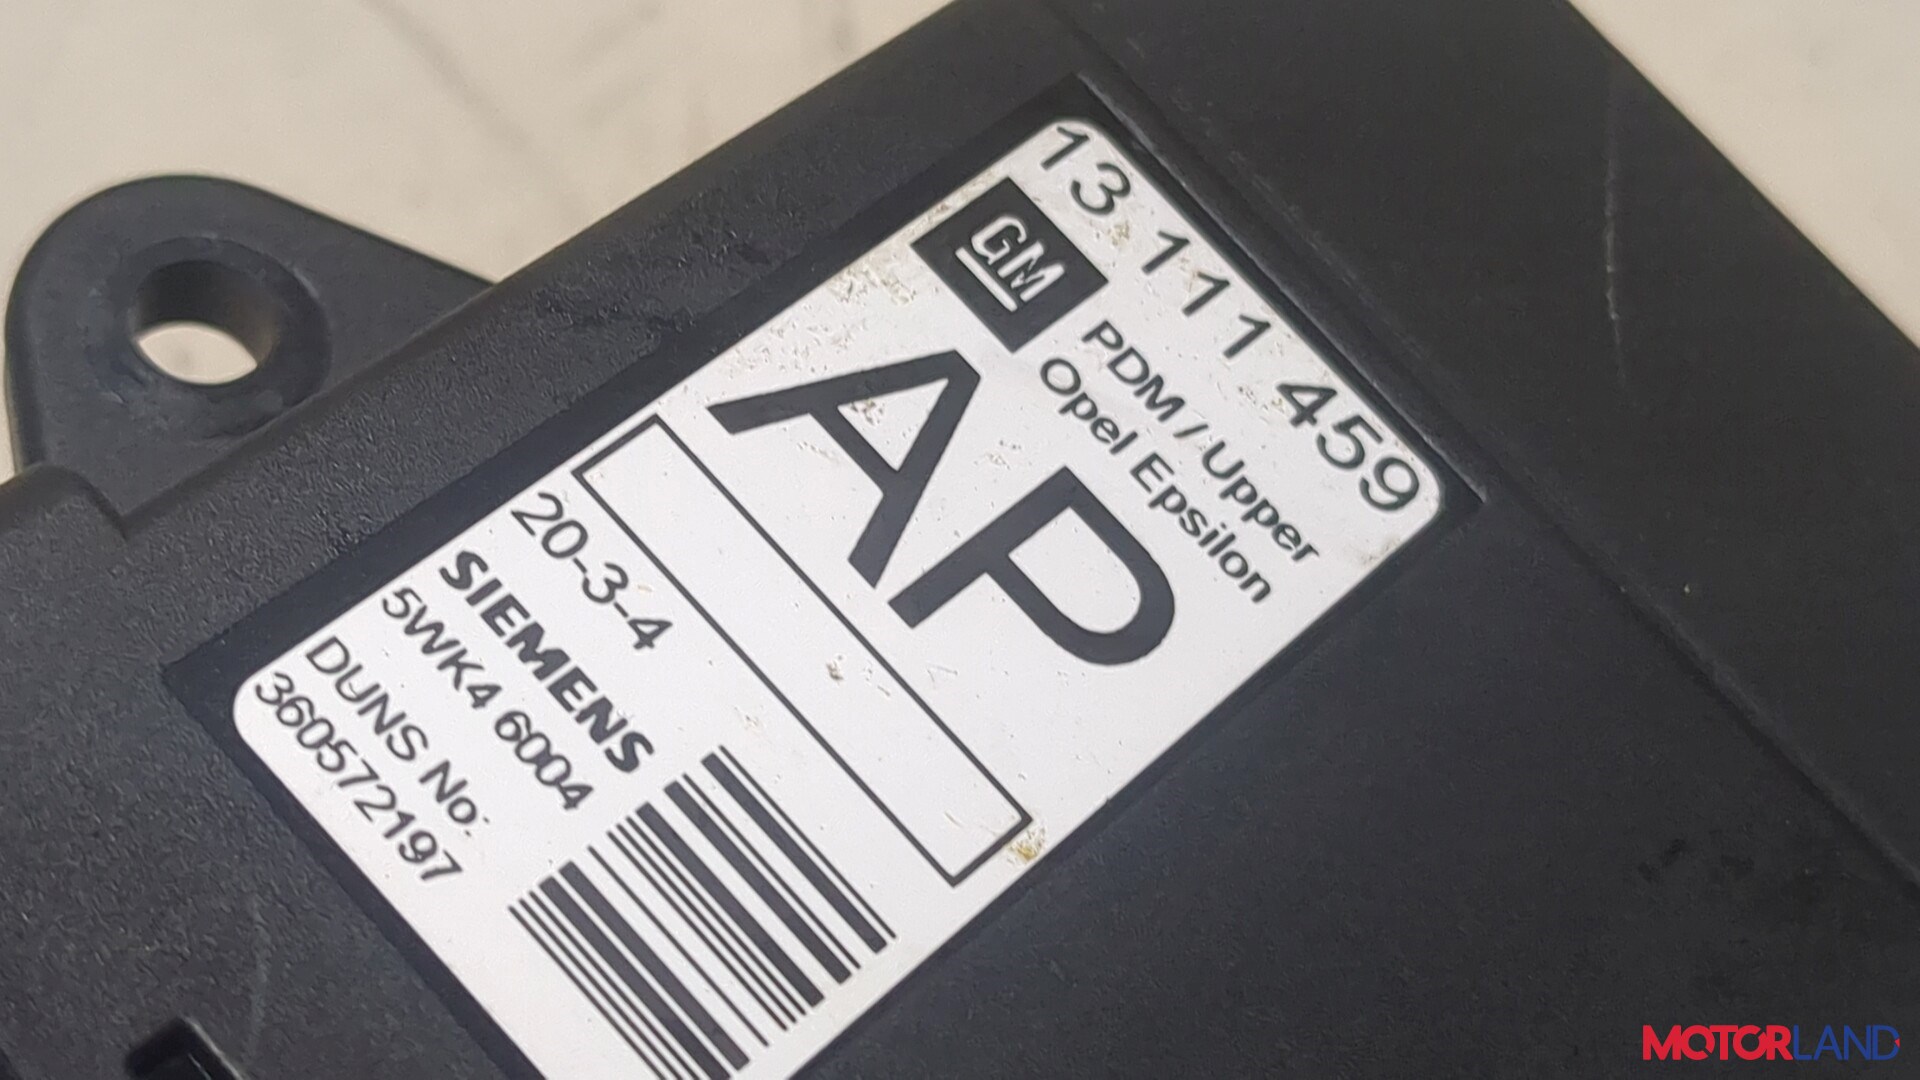 13 111 459
GM
PDM / Upper
Opel Epsilon
AP
20-3-4
SIEMENS
5WK4 6004
DUNS No:
360572197
MOTORLAND